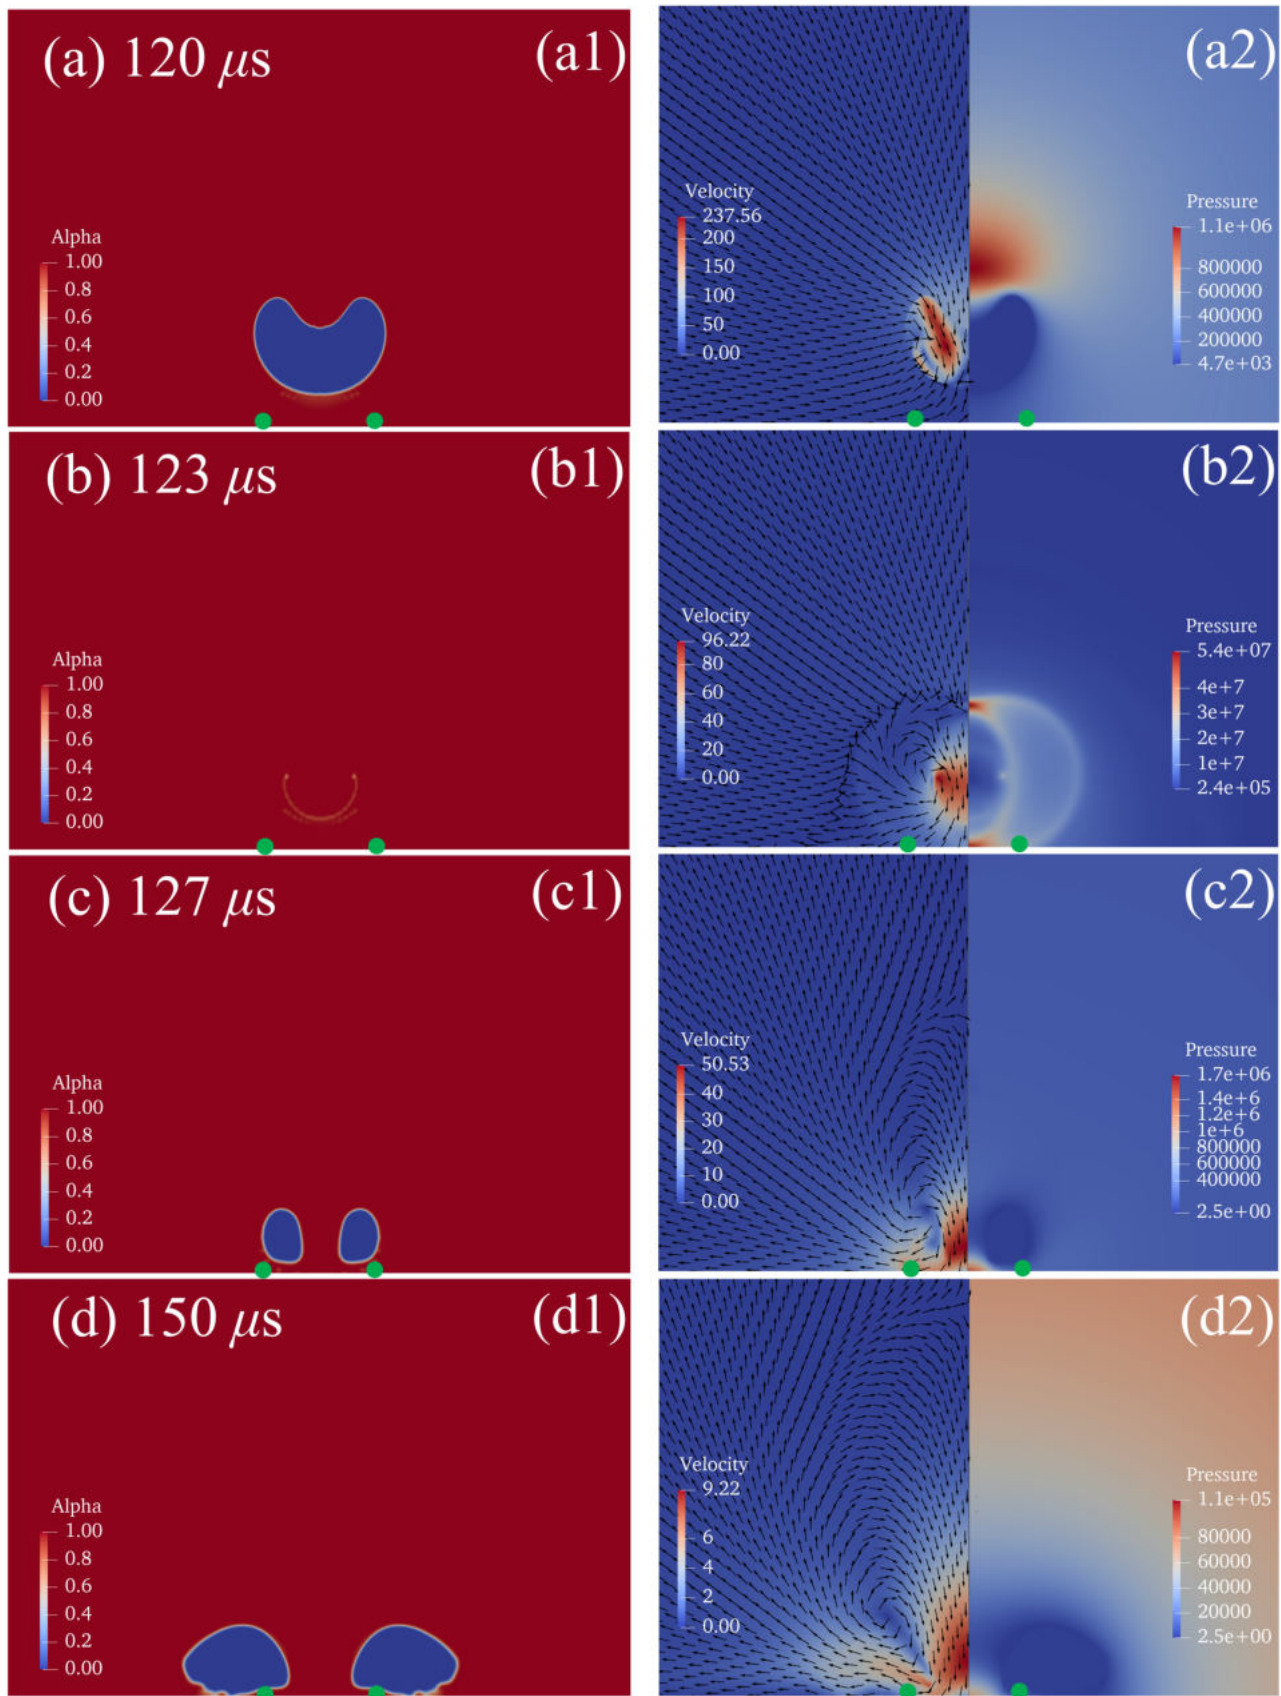 (a) 120 μs
(a1)
Alpha
1.00
0.8
0.6
0.4
0.2
0.00
(a2)
Velocity
237.56
200
150
100
50
0.00
Pressure
1.1e+06
800000
600000
400000
200000
4.7e+03
(b) 123 μs
(b1)
Alpha
1.00
0.8
0.6
0.4
0.2
0.00
(b2)
Velocity
96.22
80
60
40
20
0.00
Pressure
5.4e+07
4e+7
3e+7
2e+7
1e+7
2.4e+05
(c) 127 μs
(c1)
Alpha
1.00
0.8
0.6
0.4
0.2
0.00
(c2)
Velocity
50.53
40
30
20
10
0.00
Pressure
1.7e+06
1.4e+6
1.2e+6
1e+6
800000
600000
400000
2.5e+00
(d) 150 μs
(d1)
Alpha
1.00
0.8
0.6
0.4
0.2
0.00
(d2)
Velocity
9.22
6
4
2
0.00
Pressure
1.1e+05
80000
60000
40000
20000
2.5e+00